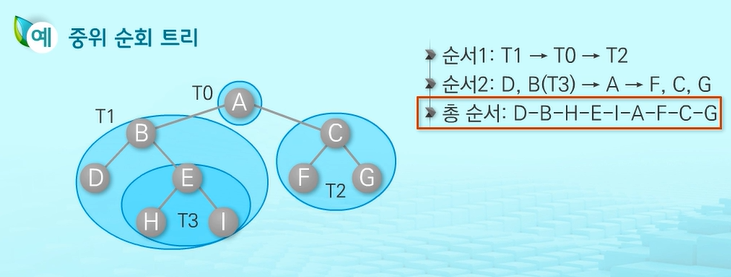 예 중위 순회 트리
순서1: T1 → T0 → T2
순서2: D, B(T3) → A → F, C, G
총 순서: D-B-H-E-I-A-F-C-G
T0
A
T1
B
C
D
E
F
G
T2
H
T3
I